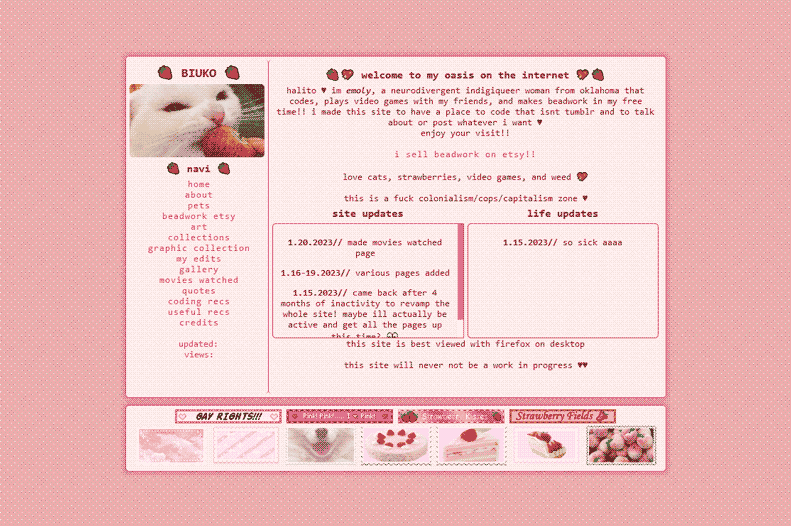 BIUKO
navi
home
about
pets
beadwork etsy
art
collections
graphic collection
my edits
gallery
movies watched
quotes
coding recs
useful recs
credits
updated:
views:
welcome to my oasis on the internet
halito ♥ im emoly, a neurodivergent indigiqueer woman from oklahoma that
codes, plays video games with my friends, and makes beadwork in my free
time!! i made this site to have a place to code that isnt tumblr and to talk
about or post whatever i want ♥
enjoy your visit!!
i sell beadwork on etsy!!
love cats, strawberries, video games, and weed
this is a fuck colonialism/cops/capitalism zone ♥
site updates
1.20.2023// made movies watched
page
1.16-19.2023// various pages added
1.15.2023// came back after 4
months of inactivity to revamp the
whole site! maybe ill actually be
active and get all the pages up
this time?
life updates
1.15.2023// so sick aaaa
this site is best viewed with firefox on desktop
this site will never not be a work in progress ♥♥
GAY RIGHTS!!!
Strawberry Fields